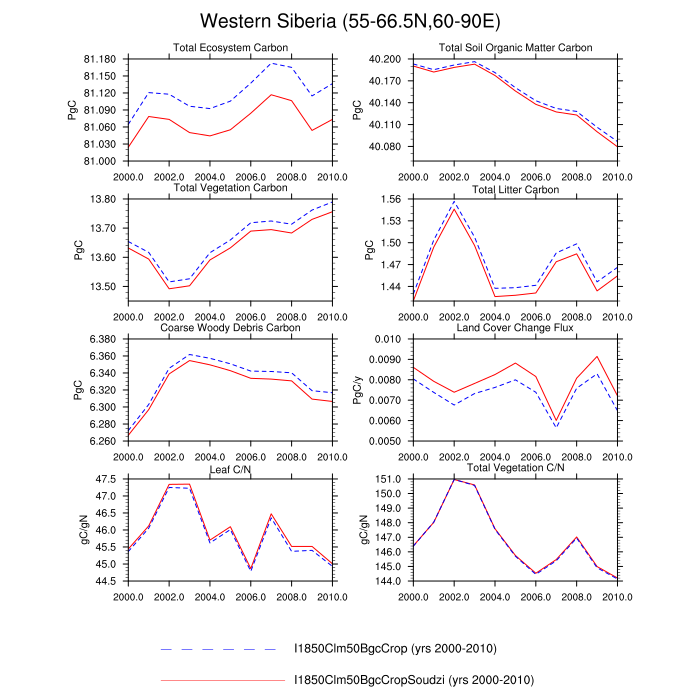 Western Siberia (55-66.5N,60-90E)
Total Ecosystem Carbon
PgC
81.180
81.150
81.120
81.090
81.060
81.030
81.000
2000.0 2002.0 2004.0 2006.0 2008.0 2010.0
Total Soil Organic Matter Carbon
PgC
40.200
40.170
40.140
40.110
40.080
2000.0 2002.0 2004.0 2006.0 2008.0 2010.0
Total Vegetation Carbon
PgC
13.80
13.70
13.60
13.50
2000.0 2002.0 2004.0 2006.0 2008.0 2010.0
Total Litter Carbon
PgC
1.56
1.53
1.50
1.47
1.44
2000.0 2002.0 2004.0 2006.0 2008.0 2010.0
Coarse Woody Debris Carbon
PgC
6.380
6.360
6.340
6.320
6.300
6.280
6.260
2000.0 2002.0 2004.0 2006.0 2008.0 2010.0
Land Cover Change Flux
PgC/y
0.010
0.0090
0.0080
0.0070
0.0060
0.0050
2000.0 2002.0 2004.0 2006.0 2008.0 2010.0
Leaf C/N
gC/gN
47.5
47.0
46.5
46.0
45.5
45.0
44.5
2000.0 2002.0 2004.0 2006.0 2008.0 2010.0
Total Vegetation C/N
gC/gN
151.0
150.0
149.0
148.0
147.0
146.0
145.0
144.0
2000.0 2002.0 2004.0 2006.0 2008.0 2010.0
I1850Clm50BgcCrop (yrs 2000-2010)
I1850Clm50BgcCropSoudzi (yrs 2000-2010)